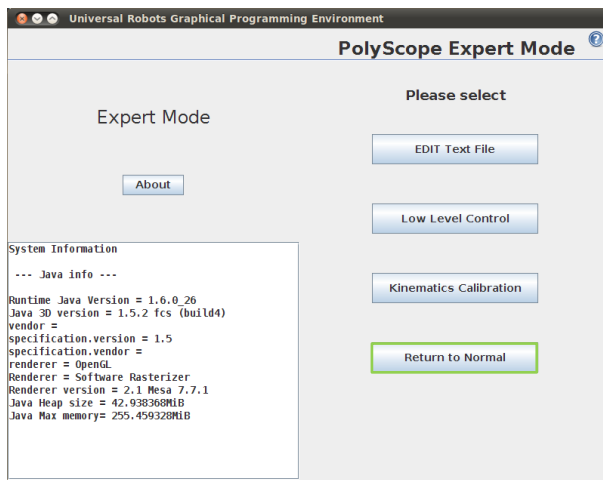 Universal Robots Graphical Programming Environment
PolyScope Expert Mode
?
Expert Mode
About
System Information
--- Java info ---
Runtime Java Version = 1.6.0_26
Java 3D version = 1.5.2 fcs (build4)
vendor =
specification.version = 1.5
specification.vendor =
renderer = OpenGL
Renderer = Software Rasterizer
Renderer version = 2.1 Mesa 7.7.1
Java Heap size = 42.938368MiB
Java Max memory= 255.459328MiB
Please select
EDIT Text File
Low Level Control
Kinematics Calibration
Return to Normal